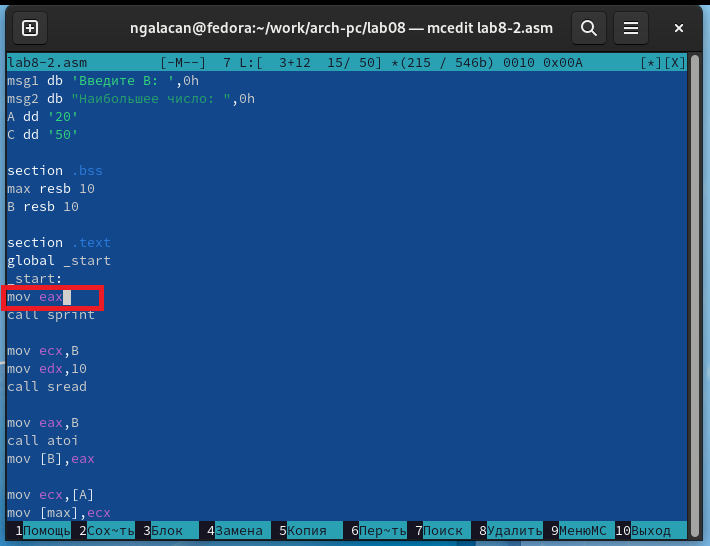 ngalacan@fedora:~/work/arch-pc/lab08 — mcedit lab8-2.asm
lab8-2.asm         [-M--]  7 L:[  3+12  15/ 50] *(215 / 546b) 0010 0x00A       [*][X]
msg1 db 'Введите B: ',0h
msg2 db "Наибольшее число: ",0h
A dd '20'
C dd '50'
section .bss
max resb 10
B resb 10
section .text
global _start
_start:
mov eax
call sprint
mov ecx,B
mov edx,10
call sread
mov eax,B
call atoi
mov [B],eax
mov ecx,[A]
mov [max],ecx
1Помощь 2Сох~ть 3Блок 4Замена 5Копия 6Пер~ть 7Поиск 8Удалить 9МенюMC 10Выход